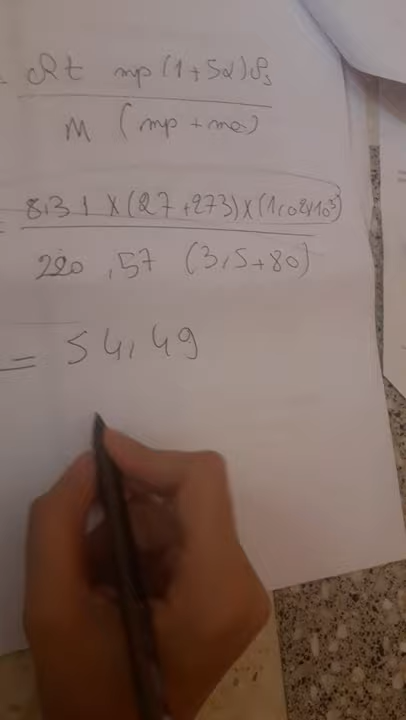 Rt mp(1+5α)ρs
M (mp+me)
= 8,31 x(27+273)x(1,02x10³)
220,57 (3,5+80)
= 54,49